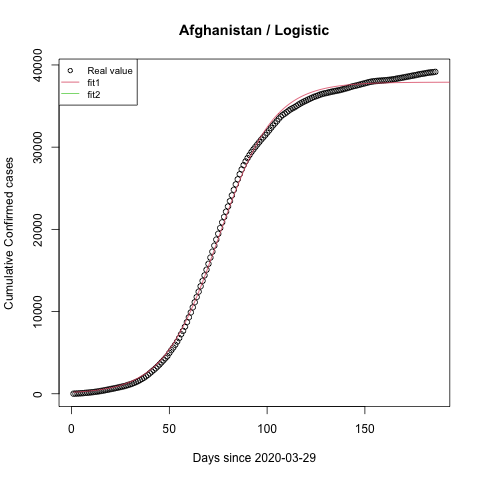 Afghanistan / Logistic
Real value
fit1
fit2
Cumulative Confirmed cases
40000
30000
20000
10000
0
0 50 100 150
Days since 2020-03-29